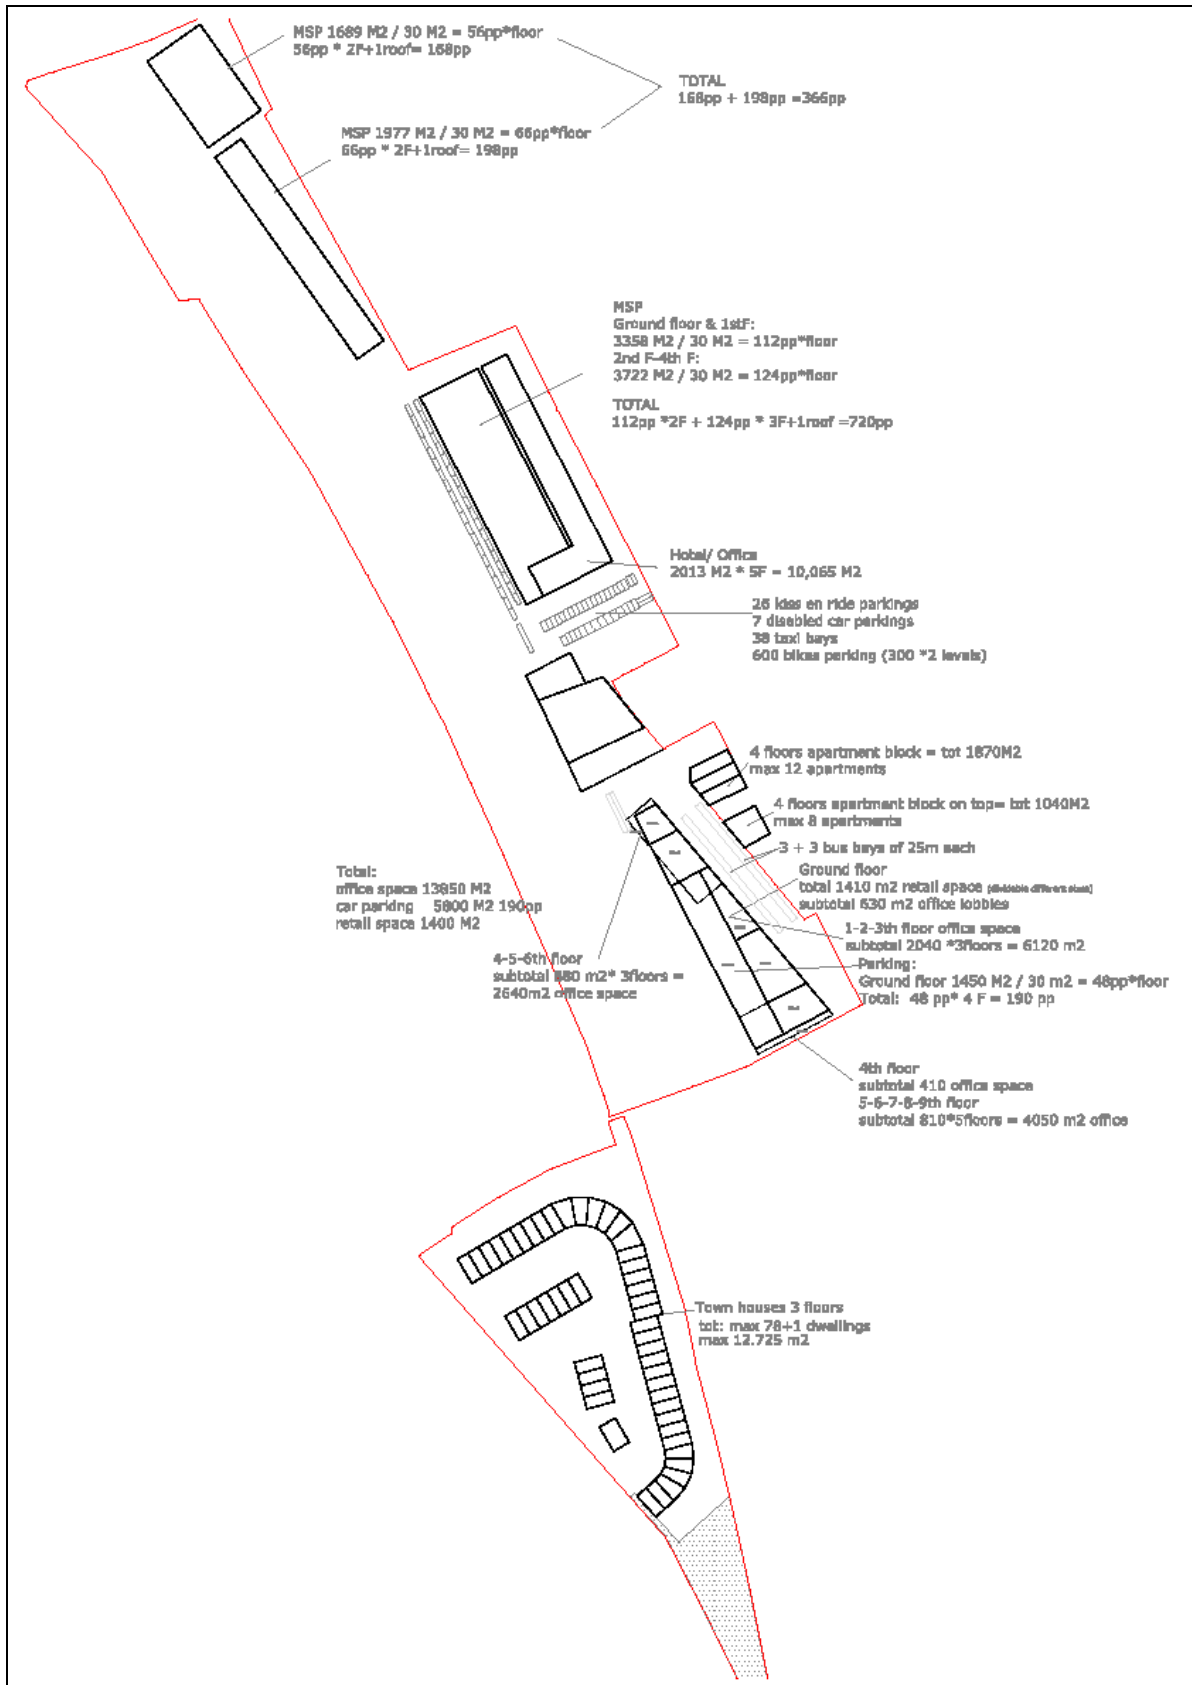 MSP 1689 M2 / 30 M2 = 56pp*floor
56pp * 2F+1roof= 168pp
TOTAL
168pp + 198pp =366pp
MSP 1977 M2 / 30 M2 = 66pp*floor
66pp * 2F+1roof= 198pp
MSP
Ground floor & 1stF:
3358 M2 / 30 M2 = 112pp*floor
2nd F-4th F:
3722 M2 / 30 M2 = 124pp*floor
TOTAL
112pp *2F + 124pp * 3F+1roof =720pp
Hotel/ Office
2013 M2 * 5F = 10,065 M2
26 kiss en ride parkings
7 disabled car parkings
38 taxi bays
600 bikes parking (300 *2 levels)
4 floors apartment block = tot 1870M2
max 12 apartments
4 floors apartment block on top= tot 1040M2
max 8 apartments
3 + 3 bus bays of 25m each
Ground floor
total 1410 m2 retail space
subtotal 630 m2 office lobbies
Total:
office space 13850 M2
car parking 5800 M2 190pp
retail space 1400 M2
1-2-3th floor office space
subtotal 2040 *3floors = 6120 m2
4-5-6th floor
subtotal 880 m2* 3floors =
2640m2 office space
Parking:
Ground floor 1450 M2 / 30 m2 = 48pp*floor
Total: 48 pp* 4 F = 190 pp
4th floor
subtotal 410 office space
5-6-7-8-9th floor
subtotal 810*5floors = 4050 m2 office
Town houses 3 floors
tot: max 78+1 dwellings
max 12.725 m2